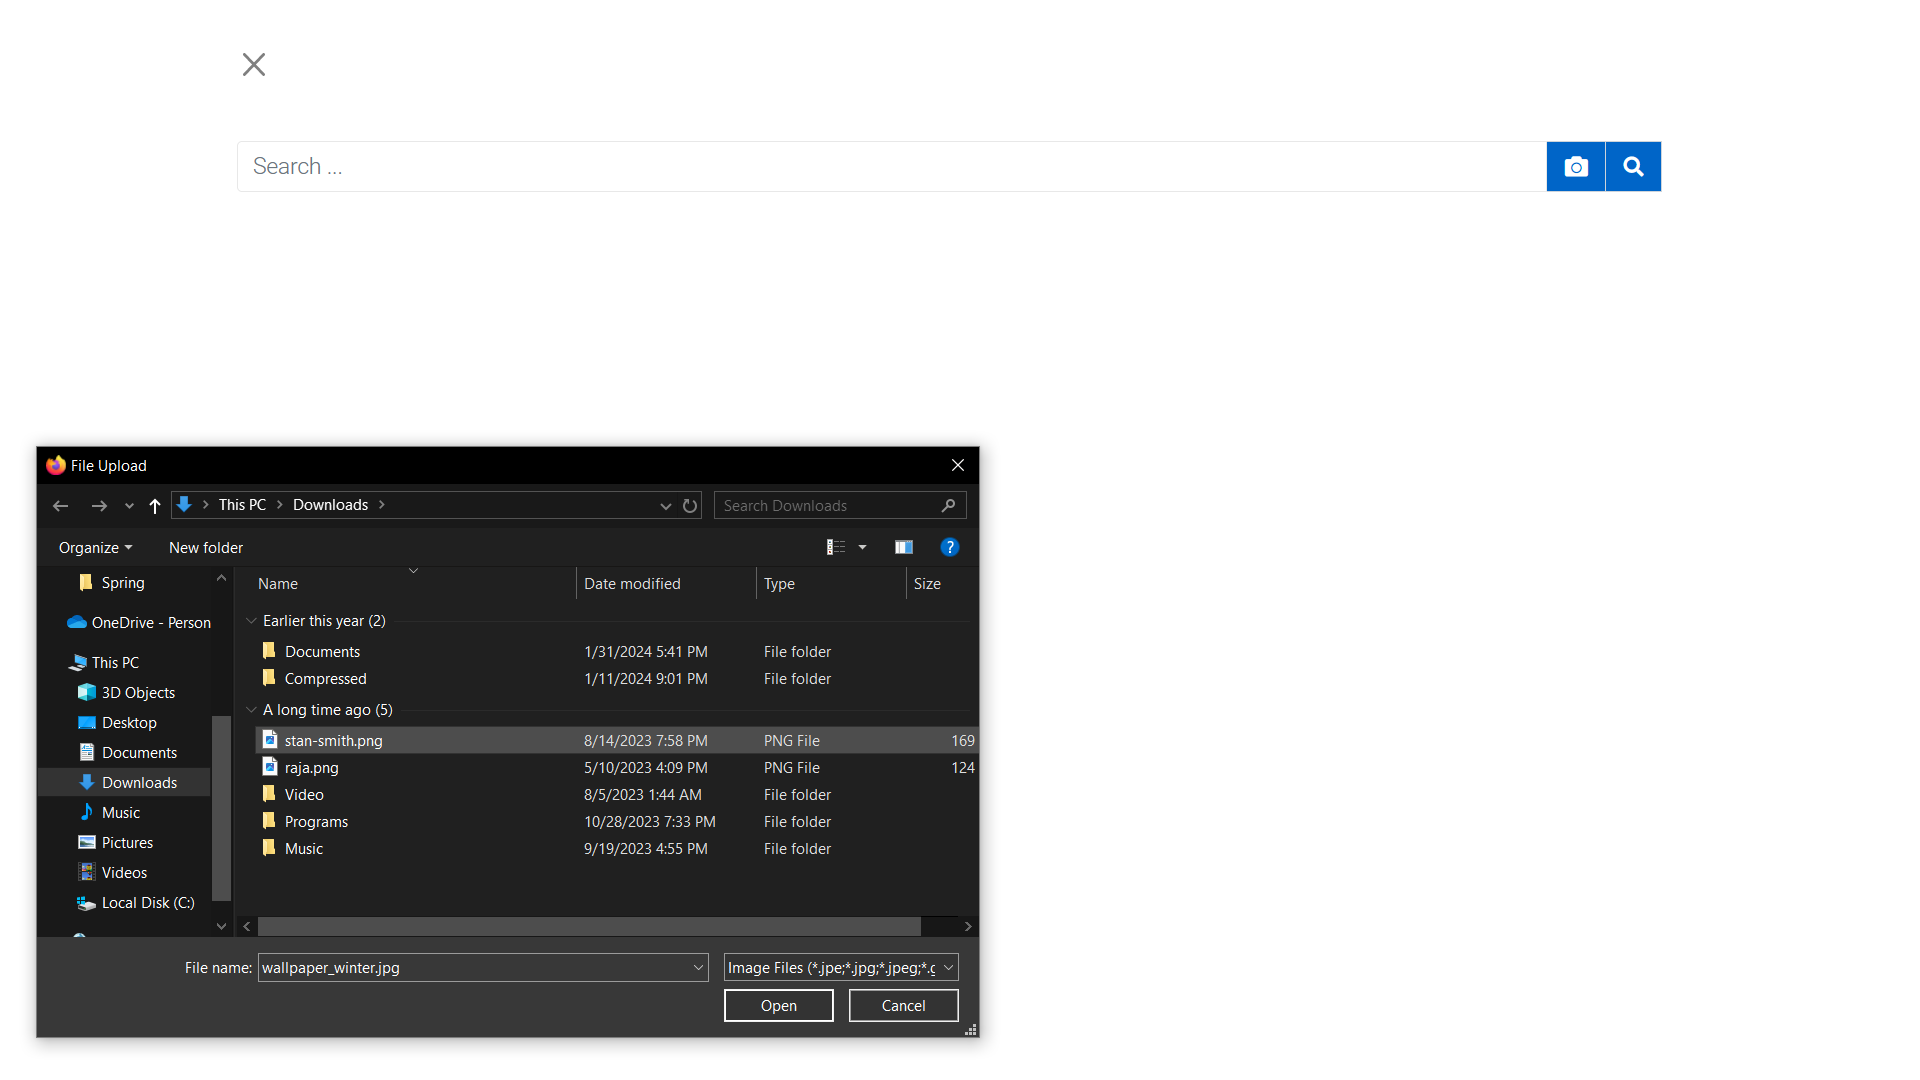 Search ...
File Upload
This PC
Downloads
Search Downloads
Organize
New folder
?
Spring
OneDrive - Person
This PC
3D Objects
Desktop
Documents
Downloads
Music
Pictures
Videos
Local Disk (C:)
Name Date modified Type Size
Earlier this year (2)
Documents 1/31/2024 5:41 PM File folder
Compressed 1/11/2024 9:01 PM File folder
A long time ago (5)
stan-smith.png 8/14/2023 7:58 PM PNG File 169
raja.png 5/10/2023 4:09 PM PNG File 124
Video 8/5/2023 1:44 AM File folder
Programs 10/28/2023 7:33 PM File folder
Music 9/19/2023 4:55 PM File folder
File name: wallpaper_winter.jpg
Image Files (*.jpe;*.jpg;*.jpeg;*.g
Open
Cancel